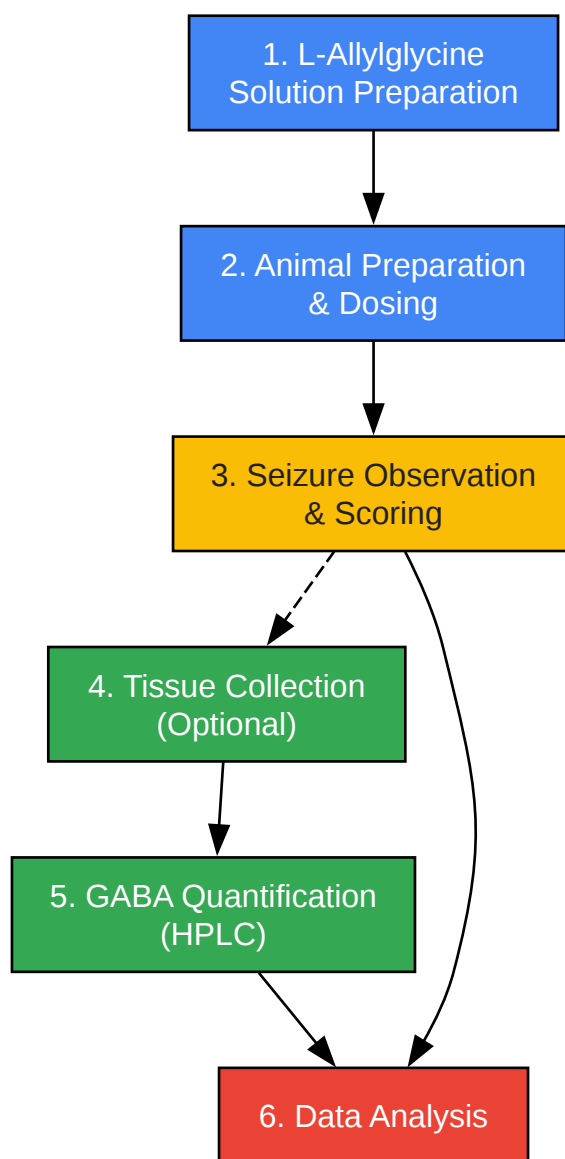 1. L-Allylglycine
Solution Preparation
2. Animal Preparation
& Dosing
3. Seizure Observation
& Scoring
4. Tissue Collection
(Optional)
5. GABA Quantification
(HPLC)
6. Data Analysis